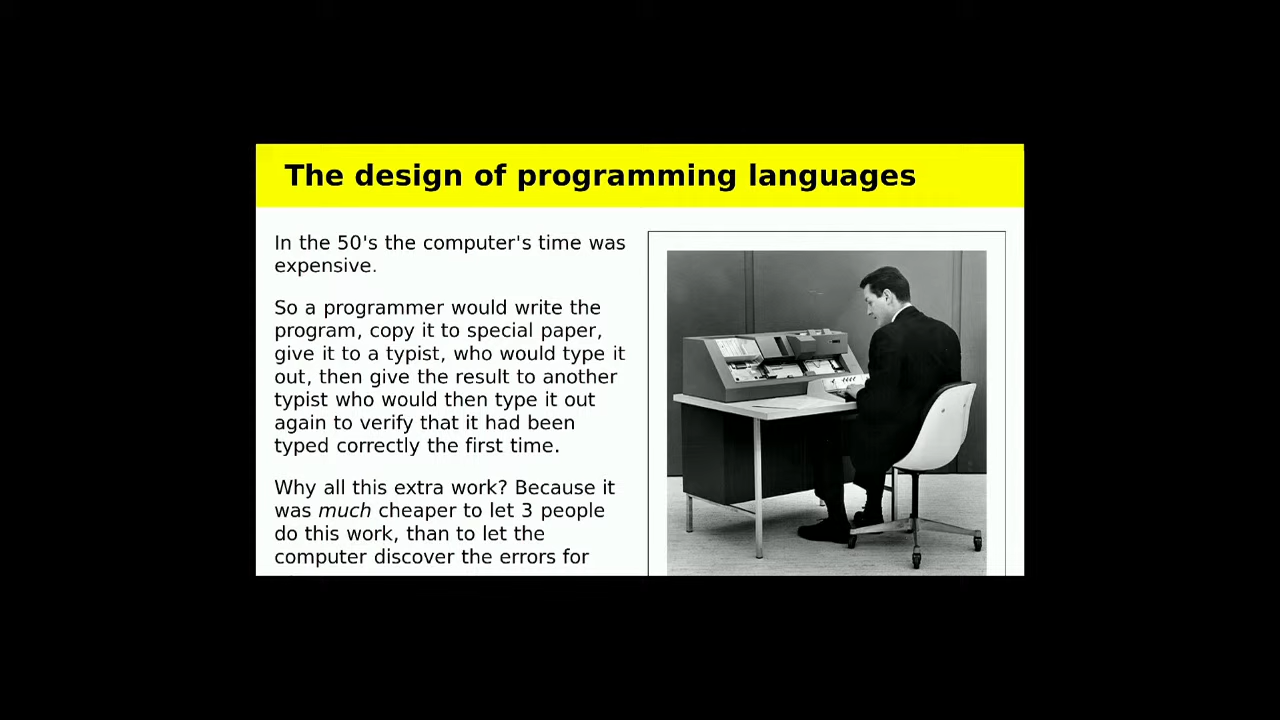 The design of programming languages
In the 50's the computer's time was
expensive.
So a programmer would write the
program, copy it to special paper,
give it to a typist, who would type it
out, then give the result to another
typist who would then type it out
again to verify that it had been
typed correctly the first time.
Why all this extra work? Because it
was much cheaper to let 3 people
do this work, than to let the
computer discover the errors for